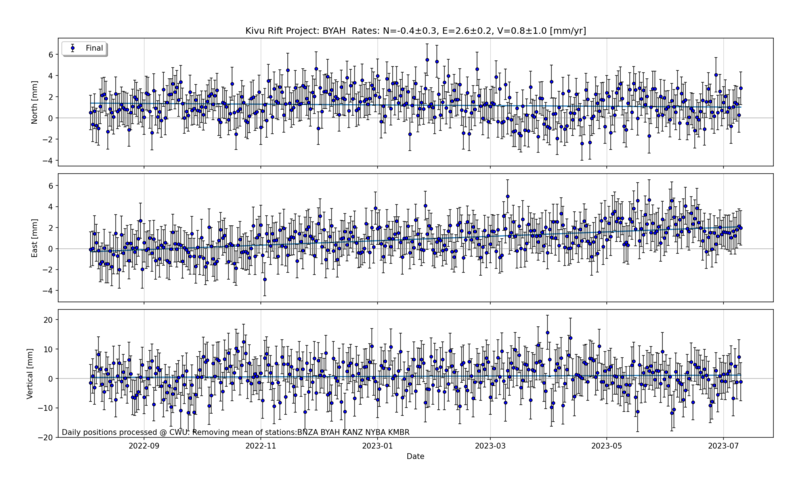 Kivu Rift Project: BYAH Rates: N=-0.4±0.3, E=2.6±0.2, V=0.8±1.0 [mm/yr]
Final
North [mm]
6
4
2
0
−2
−4
East [mm]
6
4
2
0
−2
−4
Vertical [mm]
20
10
0
−10
−20
Daily positions processed @ CWU. Removing mean of stations:BNZA BYAH KANZ NYBA KMBR
2022-09 2022-11 2023-01 2023-03 2023-05 2023-07
Date